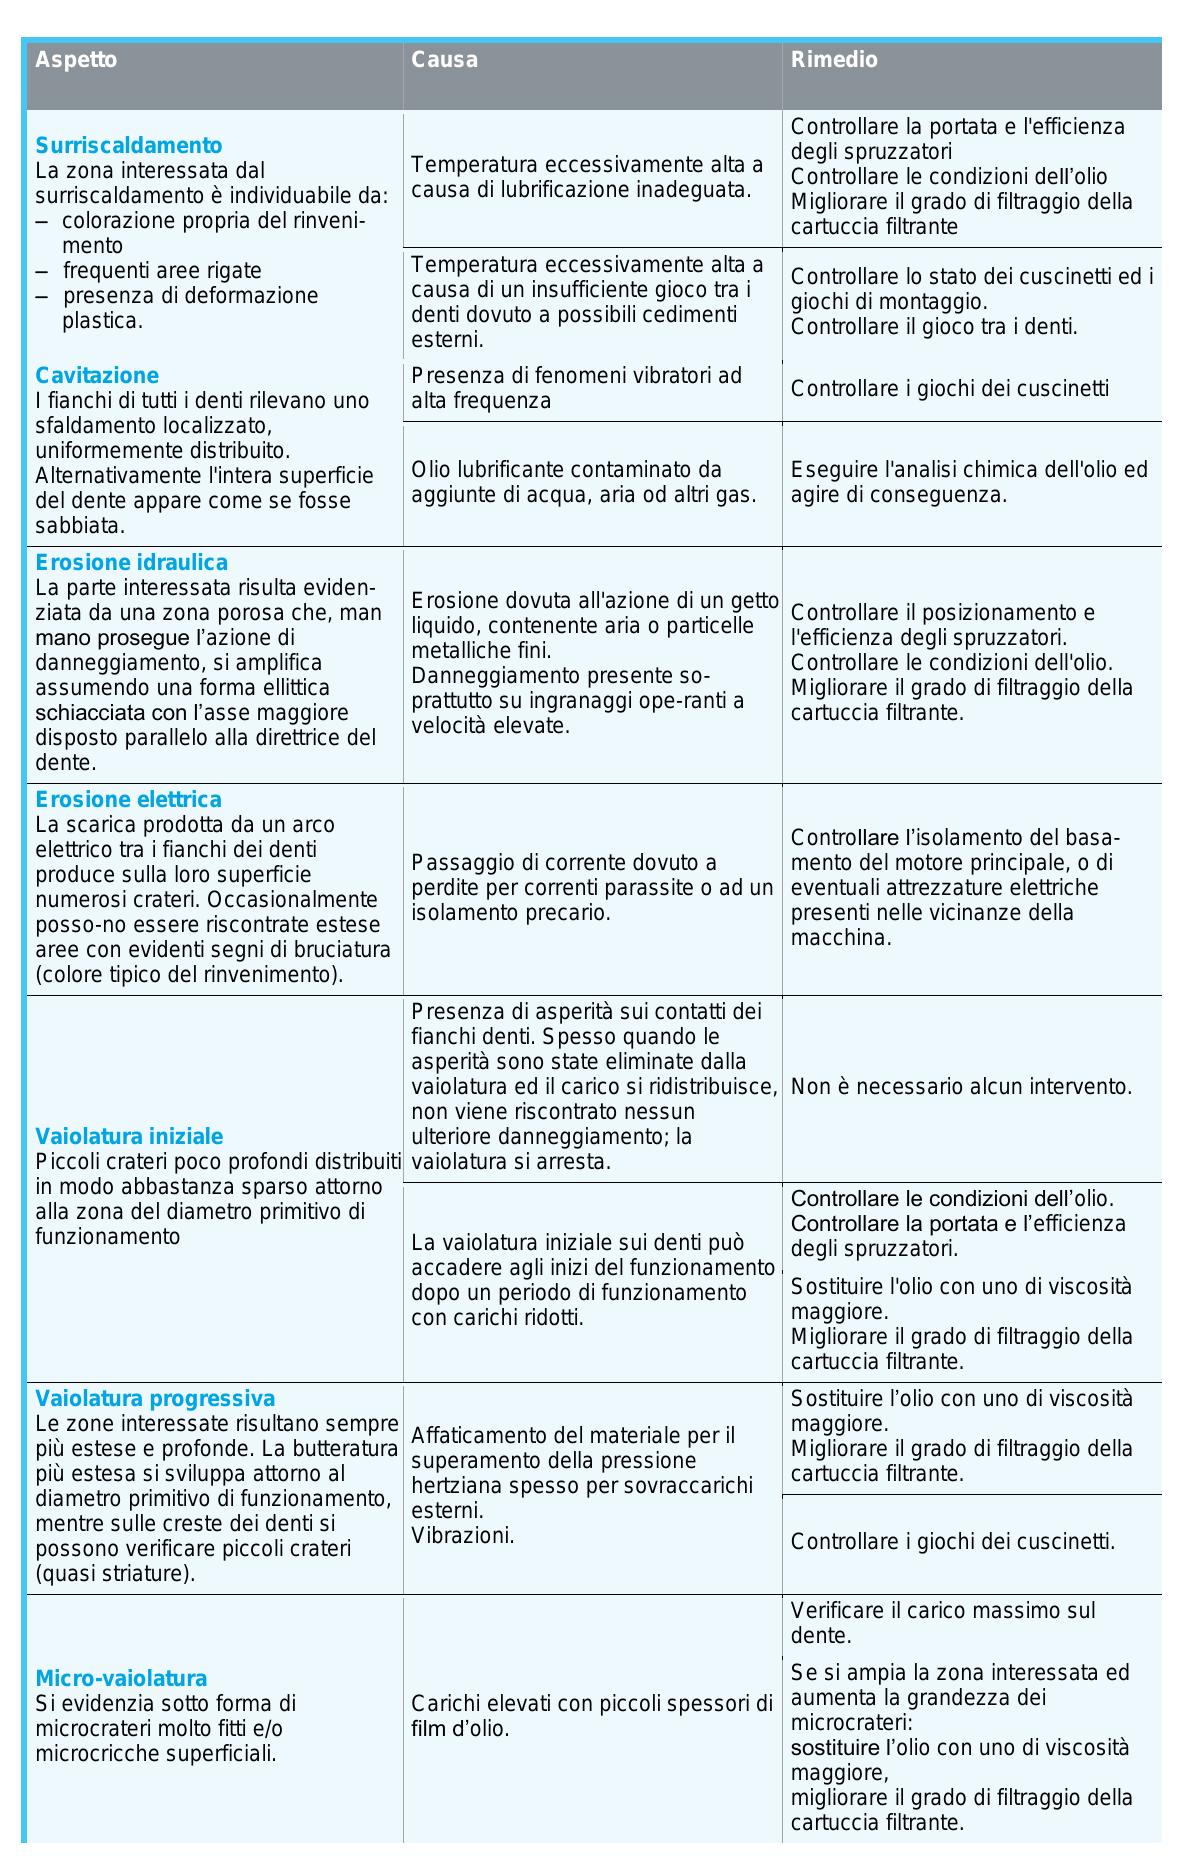 Aspetto
Causa
Rimedio
Surriscaldamento
La zona interessata dal
surriscaldamento è individuabile da:
– colorazione propria del rinveni-
mento
– frequenti aree rigate
– presenza di deformazione
plastica.
Temperatura eccessivamente alta a
causa di lubrificazione inadeguata.
Controllare la portata e l'efficienza
degli spruzzatori
Controllare le condizioni dell’olio
Migliorare il grado di filtraggio della
cartuccia filtrante
Temperatura eccessivamente alta a
causa di un insufficiente gioco tra i
denti dovuto a possibili cedimenti
esterni.
Controllare lo stato dei cuscinetti ed i
giochi di montaggio.
Controllare il gioco tra i denti.
Cavitazione
I fianchi di tutti i denti rilevano uno
sfaldamento localizzato,
uniformemente distribuito.
Alternativamente l'intera superficie
del dente appare come se fosse
sabbiata.
Presenza di fenomeni vibratori ad
alta frequenza
Controllare i giochi dei cuscinetti
Olio lubrificante contaminato da
aggiunte di acqua, aria od altri gas.
Eseguire l'analisi chimica dell'olio ed
agire di conseguenza.
Erosione idraulica
La parte interessata risulta eviden-
ziata da una zona porosa che, man
mano prosegue l’azione di
danneggiamento, si amplifica
assumendo una forma ellittica
schiacciata con l’asse maggiore
disposto parallelo alla direttrice del
dente.
Erosione dovuta all'azione di un getto
liquido, contenente aria o particelle
metalliche fini.
Danneggiamento presente so-
prattutto su ingranaggi ope-ranti a
velocità elevate.
Controllare il posizionamento e
l'efficienza degli spruzzatori.
Controllare le condizioni dell'olio.
Migliorare il grado di filtraggio della
cartuccia filtrante.
Erosione elettrica
La scarica prodotta da un arco
elettrico tra i fianchi dei denti
produce sulla loro superficie
numerosi crateri. Occasionalmente
posso-no essere riscontrate estese
aree con evidenti segni di bruciatura
(colore tipico del rinvenimento).
Passaggio di corrente dovuto a
perdite per correnti parassite o ad un
isolamento precario.
Controllare l’isolamento del basa-
mento del motore principale, o di
eventuali attrezzature elettriche
presenti nelle vicinanze della
macchina.
Vaiolatura iniziale
Piccoli crateri poco profondi distribuiti
in modo abbastanza sparso attorno
alla zona del diametro primitivo di
funzionamento
Presenza di asperità sui contatti dei
fianchi denti. Spesso quando le
asperità sono state eliminate dalla
vaiolatura ed il carico si ridistribuisce,
non viene riscontrato nessun
ulteriore danneggiamento; la
vaiolatura si arresta.
Non è necessario alcun intervento.
La vaiolatura iniziale sui denti può
accadere agli inizi del funzionamento
dopo un periodo di funzionamento
con carichi ridotti.
Controllare le condizioni dell’olio.
Controllare la portata e l’efficienza
degli spruzzatori.
Sostituire l'olio con uno di viscosità
maggiore.
Migliorare il grado di filtraggio della
cartuccia filtrante.
Vaiolatura progressiva
Le zone interessate risultano sempre
più estese e profonde. La butteratura
più estesa si sviluppa attorno al
diametro primitivo di funzionamento,
mentre sulle creste dei denti si
possono verificare piccoli crateri
(quasi striature).
Affaticamento del materiale per il
superamento della pressione
hertziana spesso per sovraccarichi
esterni.
Vibrazioni.
Sostituire l’olio con uno di viscosità
maggiore.
Migliorare il grado di filtraggio della
cartuccia filtrante.
Controllare i giochi dei cuscinetti.
Micro-vaiolatura
Si evidenzia sotto forma di
microcrateri molto fitti e/o
microcricche superficiali.
Carichi elevati con piccoli spessori di
film d’olio.
Verificare il carico massimo sul
dente.
Se si ampia la zona interessata ed
aumenta la grandezza dei
microcrateri:
sostituire l’olio con uno di viscosità
maggiore,
migliorare il grado di filtraggio della
cartuccia filtrante.